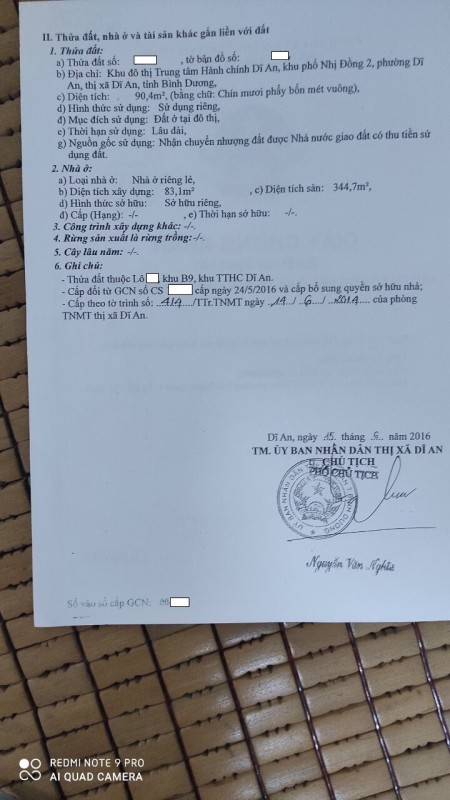 II. Thửa đất, nhà ở và tài sản khác gắn liền với đất
1. Thửa đất:
a) Thửa đất số: , tờ bản đồ số: ,
b) Địa chỉ: Khu đô thị Trung tâm Hành chính Dĩ An, khu phố Nhị Đồng 2, phường Dĩ
An, thị xã Dĩ An, tỉnh Bình Dương,
c) Diện tích: 90,4m², (bằng chữ: Chín mươi phẩy bốn mét vuông),
d) Hình thức sử dụng: Sử dụng riêng,
đ) Mục đích sử dụng: Đất ở tại đô thị,
e) Thời hạn sử dụng: Lâu dài,
g) Nguồn gốc sử dụng: Nhận chuyển nhượng đất được Nhà nước giao đất có thu tiền sử
dụng đất.
2. Nhà ở:
a) Loại nhà ở: Nhà ở riêng lẻ,
b) Diện tích xây dựng: 83,1m² , c) Diện tích sàn: 344,7m²,
d) Hình thức sở hữu: Sở hữu riêng,
đ) Cấp (Hạng): -/- , e) Thời hạn sở hữu: -/-.
3. Công trình xây dựng khác: -/-.
4. Rừng sản xuất là rừng trồng:-/-.
5. Cây lâu năm: -/-.
6. Ghi chú:
- Thửa đất thuộc Lô khu B9, khu TTHC Dĩ An.
- Cấp đổi từ GCN số CS cấp ngày 24/5/2016 và cấp bổ sung quyền sở hữu nhà;
- Cấp theo tờ trình số: /TTr.TNMT ngày / 6 / của phòng
TNMT thị xã Dĩ An.
Dĩ An, ngày 15 tháng 6 năm 2016
TM. ỦY BAN NHÂN DÂN THỊ XÃ DĨ AN
CHỦ TỊCH
PHÓ CHỦ TỊCH
Nguyễn Văn Nghĩa
Số vào sổ cấp GCN:
REDMI NOTE 9 PRO
AI QUAD CAMERA